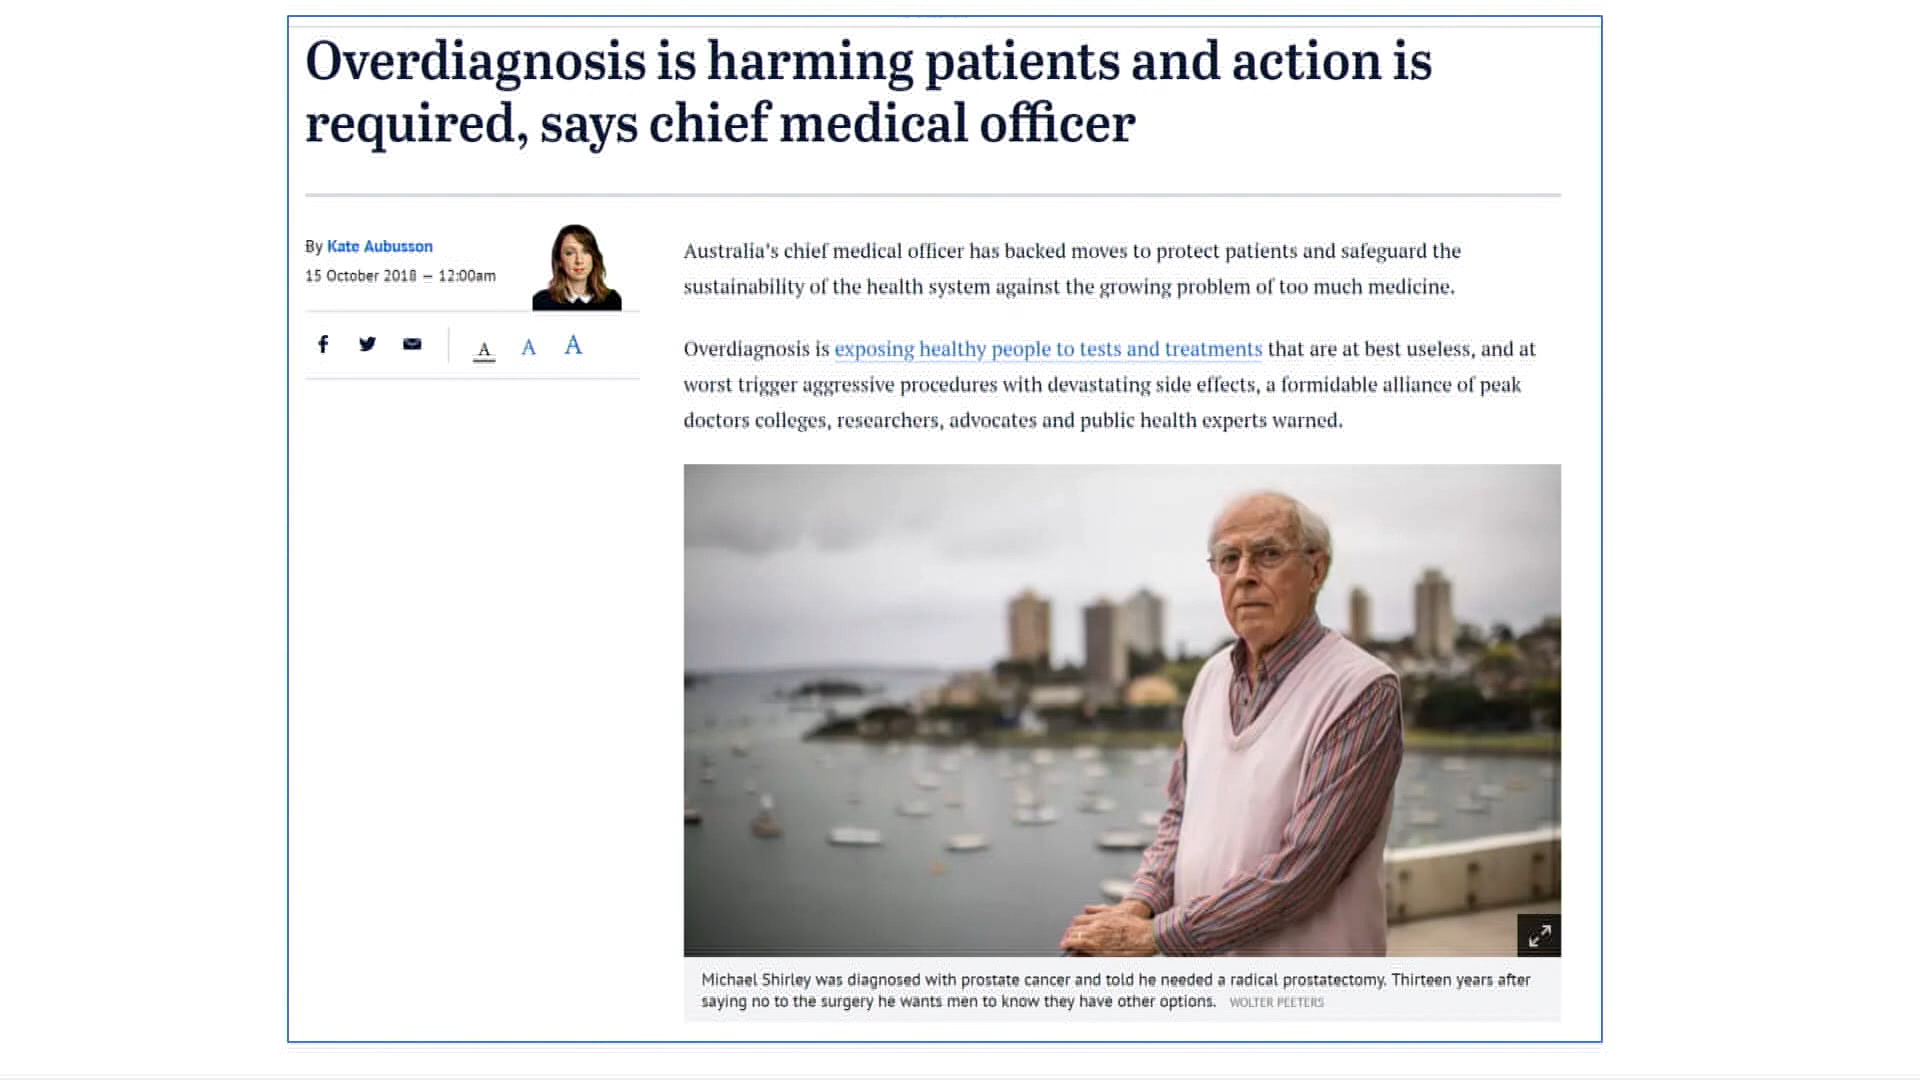 Overdiagnosis is harming patients and action is
required, says chief medical officer
By Kate Aubusson
15 October 2018 — 12:00am
A A A
Australia's chief medical officer has backed moves to protect patients and safeguard the
sustainability of the health system against the growing problem of too much medicine.
Overdiagnosis is exposing healthy people to tests and treatments that are at best useless, and at
worst trigger aggressive procedures with devastating side effects, a formidable alliance of peak
doctors colleges, researchers, advocates and public health experts warned.
Michael Shirley was diagnosed with prostate cancer and told he needed a radical prostatectomy. Thirteen years after
saying no to the surgery he wants men to know they have other options. WOLTER PEETERS